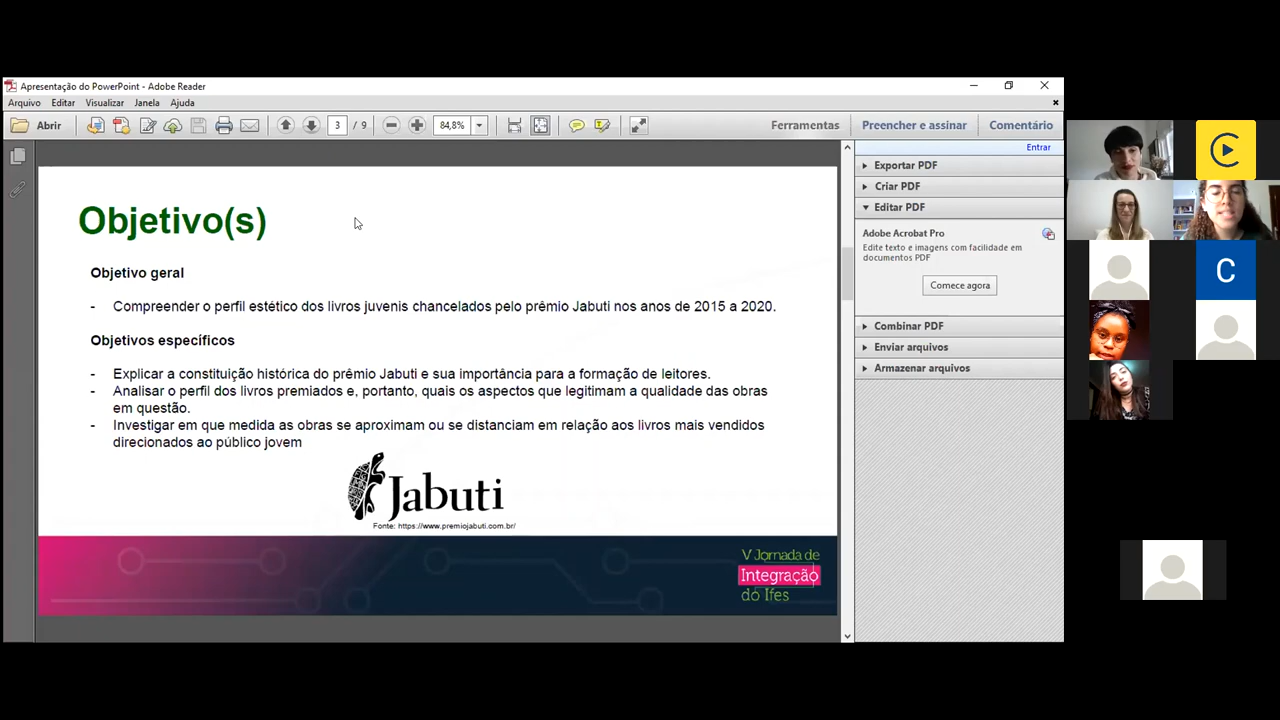 Apresentação do PowerPoint - Adobe Reader
Arquivo Editar Visualizar Janela Ajuda
Abrir 3 / 9 84,8% Ferramentas Preencher e assinar Comentário
Entrar
Objetivo(s)
Objetivo geral
- Compreender o perfil estético dos livros juvenis chancelados pelo prêmio Jabuti nos anos de 2015 a 2020.
Objetivos específicos
- Explicar a constituição histórica do prêmio Jabuti e sua importância para a formação de leitores.
- Analisar o perfil dos livros premiados e, portanto, quais os aspectos que legitimam a qualidade das obras
em questão.
- Investigar em que medida as obras se aproximam ou se distanciam em relação aos livros mais vendidos
direcionados ao público jovem
Jabuti
Fonte: https://www.premiojabuti.com.br/
V Jornada de
Integração
do Ifes
Exportar PDF
Criar PDF
Editar PDF
Adobe Acrobat Pro
Edite texto e imagens com facilidade em
documentos PDF
Comece agora
Combinar PDF
Enviar arquivos
Armazenar arquivos
C